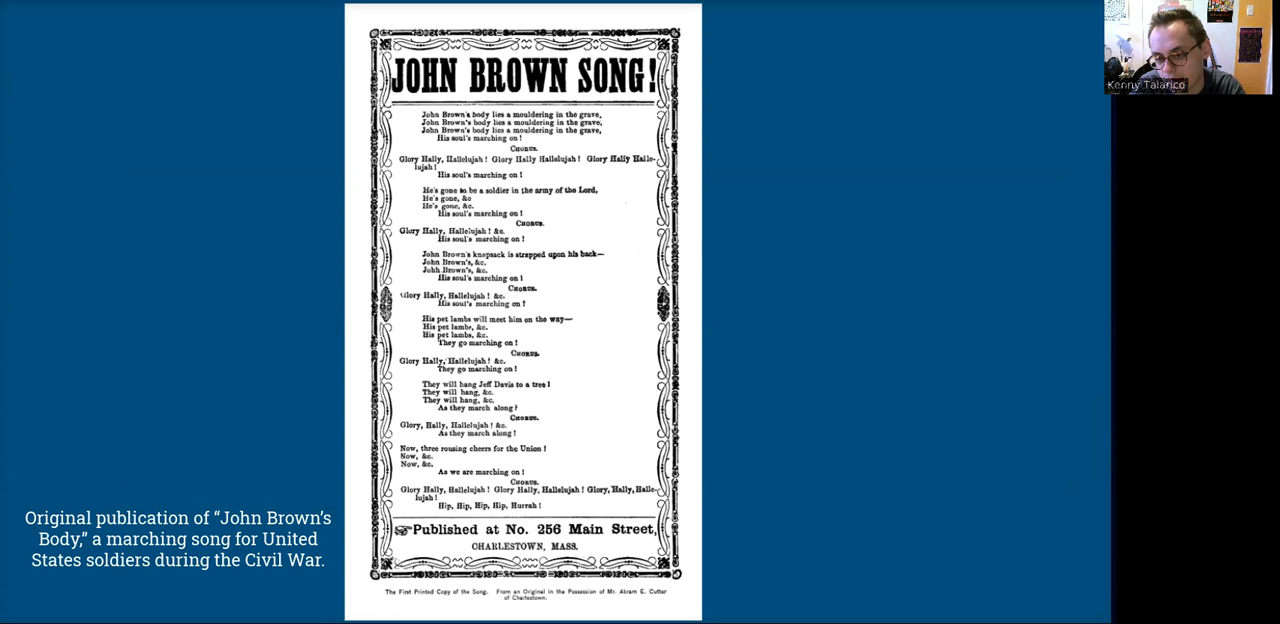 JOHN BROWN SONG!
John Brown's body lies a mouldering in the grave,
John Brown's body lies a mouldering in the grave,
John Brown's body lies a mouldering in the grave,
His soul's marching on!
CHORUS.
Glory Hally, Hallelujah! Glory Hally Hallelujah! Glory Hally Halle-
lujah!
His soul's marching on!
He's gone to be a soldier in the army of the Lord,
He's gone, &c
He's gone, &c.
His soul's marching on!
CHORUS.
Glory Hally, Hallelujah! &c.
His soul's marching on!
John Brown's knapsack is strapped upon his back—
John Brown's, &c.
John Brown's, &c.
His soul's marching on!
CHORUS.
Glory Hally, Hallelujah! &c.
His soul's marching on!
His pet lambs will meet him on the way—
His pet lambs, &c.
His pet lambs, &c.
They go marching on!
CHORUS.
Glory Hally, Hallelujah! &c.
They go marching on!
They will hang Jeff Davis to a tree!
They will hang, &c.
They will hang, &c.
As they march along?
CHORUS.
Glory, Hally, Hallelujah! &c.
As they march along!
Now, three rousing cheers for the Union!
Now, &c.
Now, &c.
As we are marching on!
CHORUS.
Glory Hally, Hallelujah! Glory Hally, Hallelujah! Glory, Hally, Halle-
lujah!
Hip, Hip, Hip, Hip, Hurrah!
☞Published at No. 256 Main Street,
CHARLESTOWN, MASS.
The First Printed Copy of the Song. From an Original in the Possession of Mr. Abram E. Cutter
of Charlestown.
Original publication of “John Brown’s
Body,” a marching song for United
States soldiers during the Civil War.
Kenny Talarico